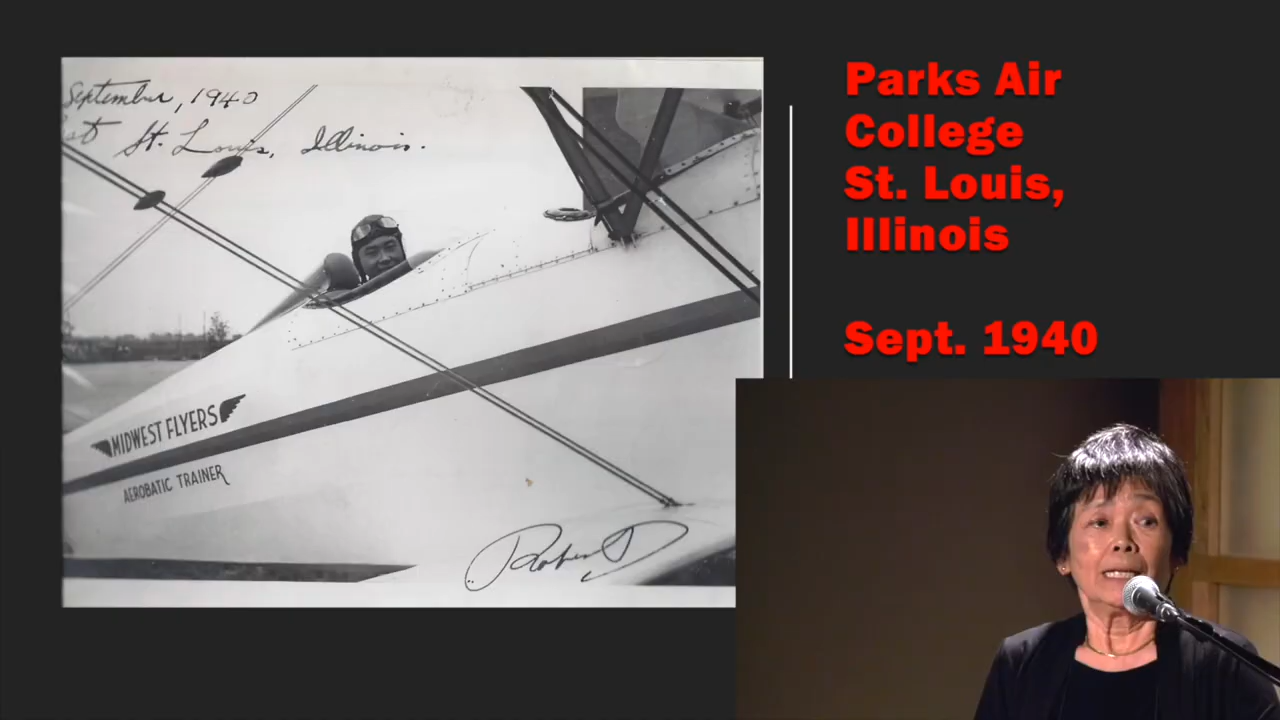 September, 1940
St. Louis, Illinois.
MIDWEST FLYERS
AEROBATIC TRAINER
Parks Air
College
St. Louis,
Illinois
Sept. 1940